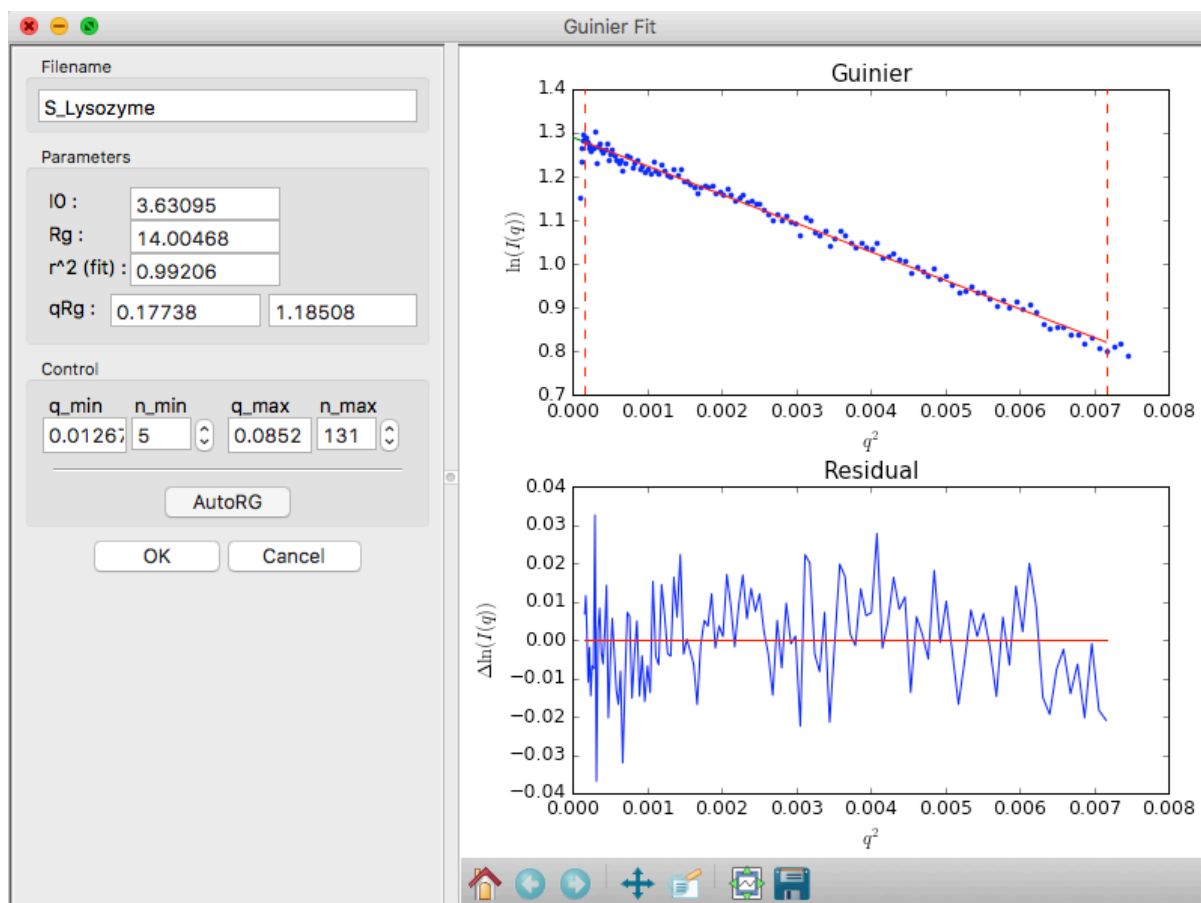 Guinier Fit
Filename
S_Lysozyme
Parameters
I0 :
3.63095
Rg :
14.00468
r^2 (fit) :
0.99206
qRg :
0.17738
1.18508
Control
q_min n_min q_max n_max
0.01267 5 0.0852 131
AutoRG
OK Cancel
Guinier
ln(I(q))
1.4
1.3
1.2
1.1
1.0
0.9
0.8
0.7
0.000 0.001 0.002 0.003 0.004 0.005 0.006 0.007 0.008
q²
Residual
Δln(I(q))
0.04
0.03
0.02
0.01
0.00
−0.01
−0.02
−0.03
−0.04
0.000 0.001 0.002 0.003 0.004 0.005 0.006 0.007 0.008
q²